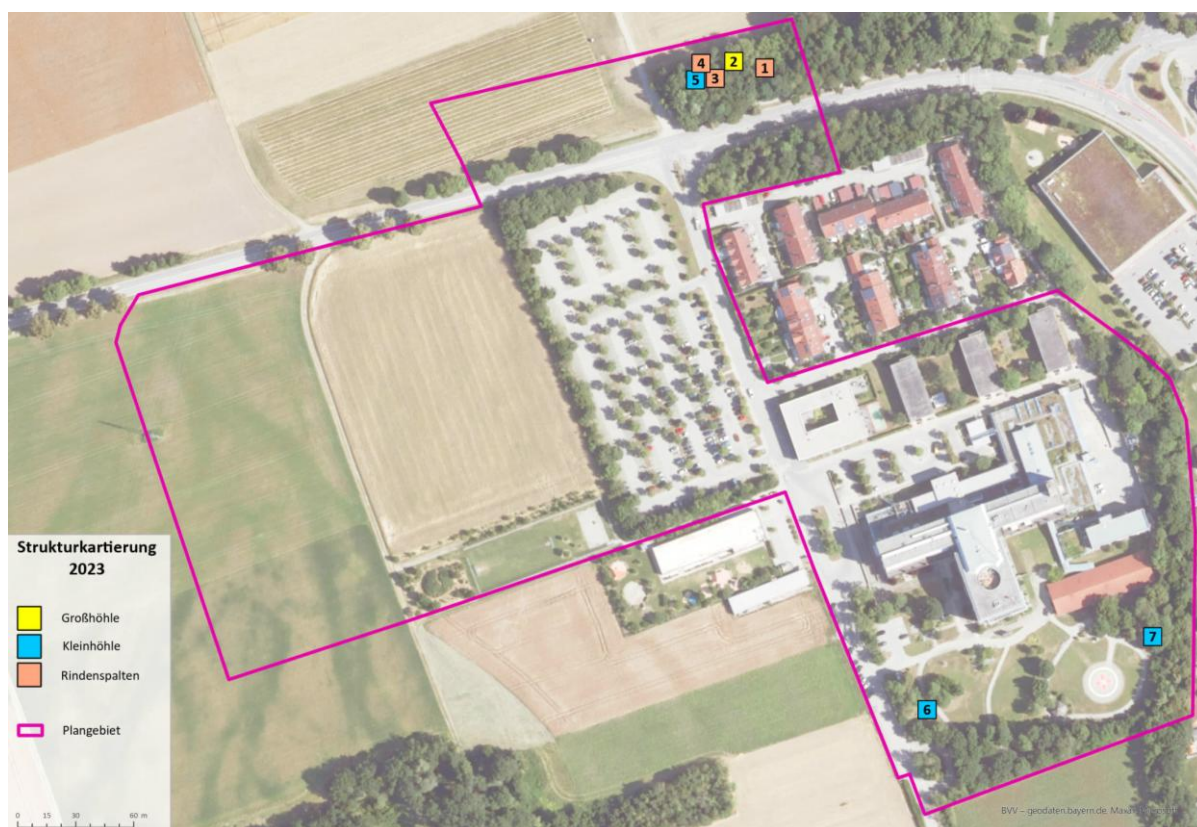 4
2
1
5
3
7
6
Strukturkartierung
2023
Großhöhle
Kleinhöhle
Rindenspalten
Plangebiet
0 15 30 60 m
BVV – geodaten.bayern.de